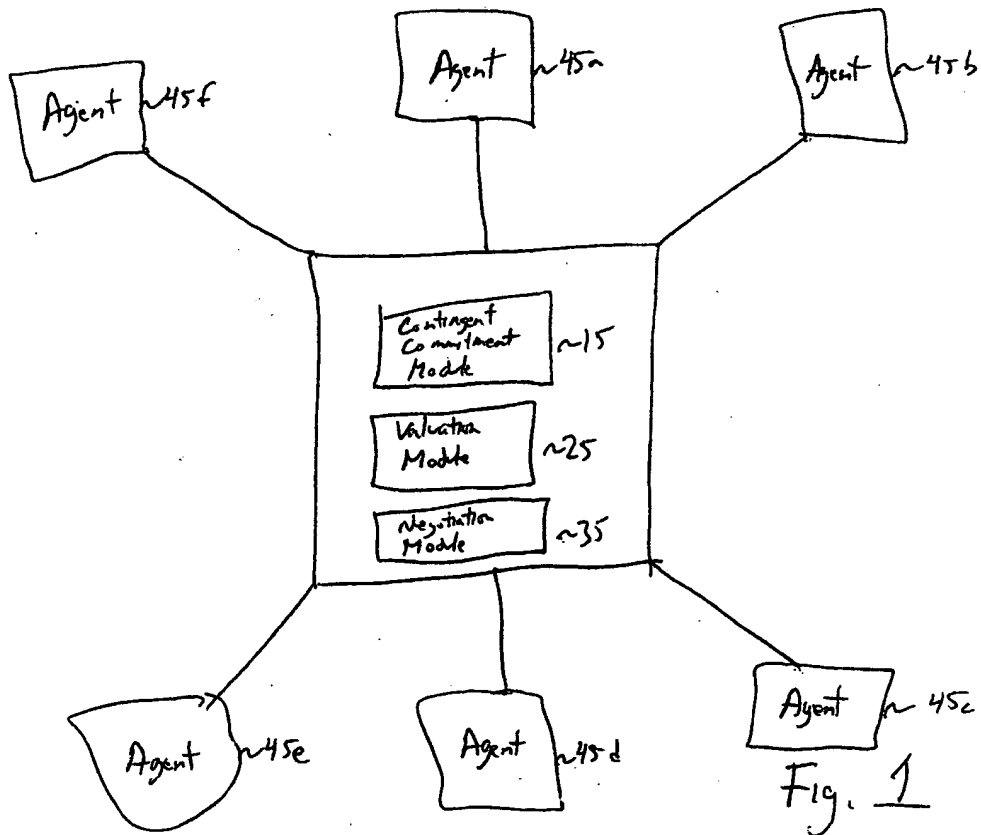 Agent ~45f
Agent ~45a
Agent ~45b
Contingent
Commitment
Module
~15
Valuation
Module
~25
Negotiation
Module
~35
Agent ~45e
Agent ~45d
Agent ~45c
Fig. 1